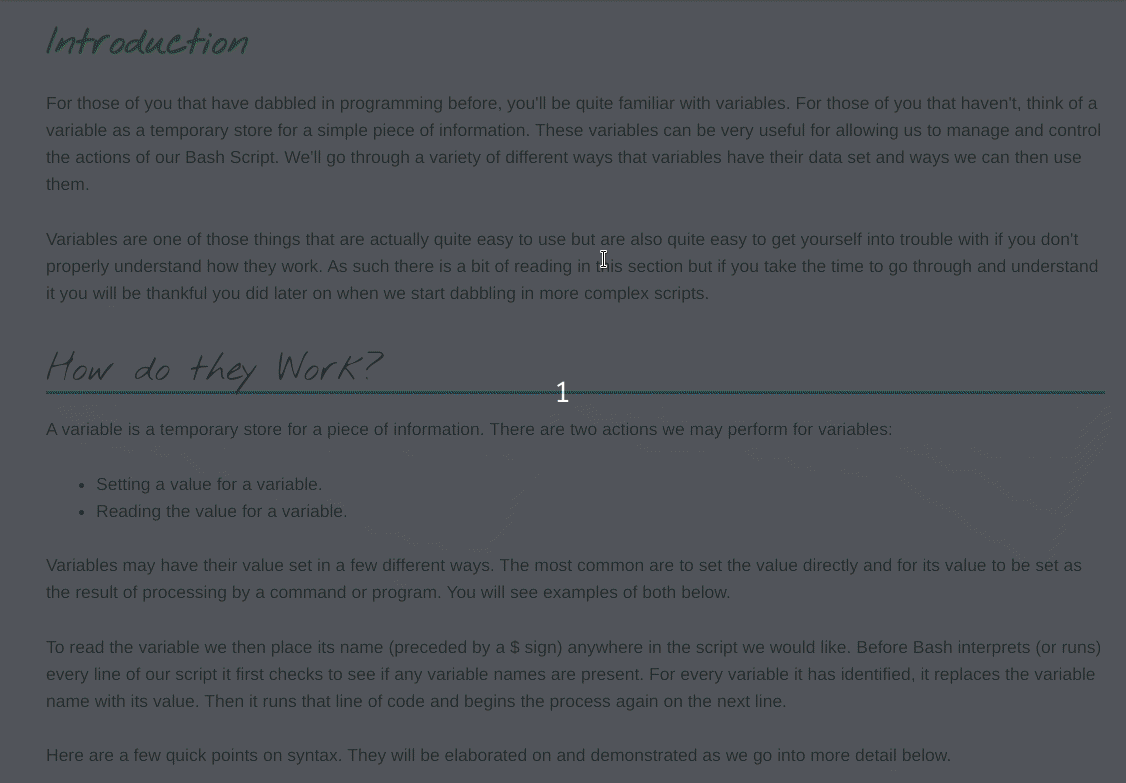 Introduction
For those of you that have dabbled in programming before, you'll be quite familiar with variables. For those of you that haven't, think of a
variable as a temporary store for a simple piece of information. These variables can be very useful for allowing us to manage and control
the actions of our Bash Script. We'll go through a variety of different ways that variables have their data set and ways we can then use
them.
Variables are one of those things that are actually quite easy to use but are also quite easy to get yourself into trouble with if you don't
properly understand how they work. As such there is a bit of reading in this section but if you take the time to go through and understand
it you will be thankful you did later on when we start dabbling in more complex scripts.
How do they Work?
1
A variable is a temporary store for a piece of information. There are two actions we may perform for variables:
• Setting a value for a variable.
• Reading the value for a variable.
Variables may have their value set in a few different ways. The most common are to set the value directly and for its value to be set as
the result of processing by a command or program. You will see examples of both below.
To read the variable we then place its name (preceded by a $ sign) anywhere in the script we would like. Before Bash interprets (or runs)
every line of our script it first checks to see if any variable names are present. For every variable it has identified, it replaces the variable
name with its value. Then it runs that line of code and begins the process again on the next line.
Here are a few quick points on syntax. They will be elaborated on and demonstrated as we go into more detail below.